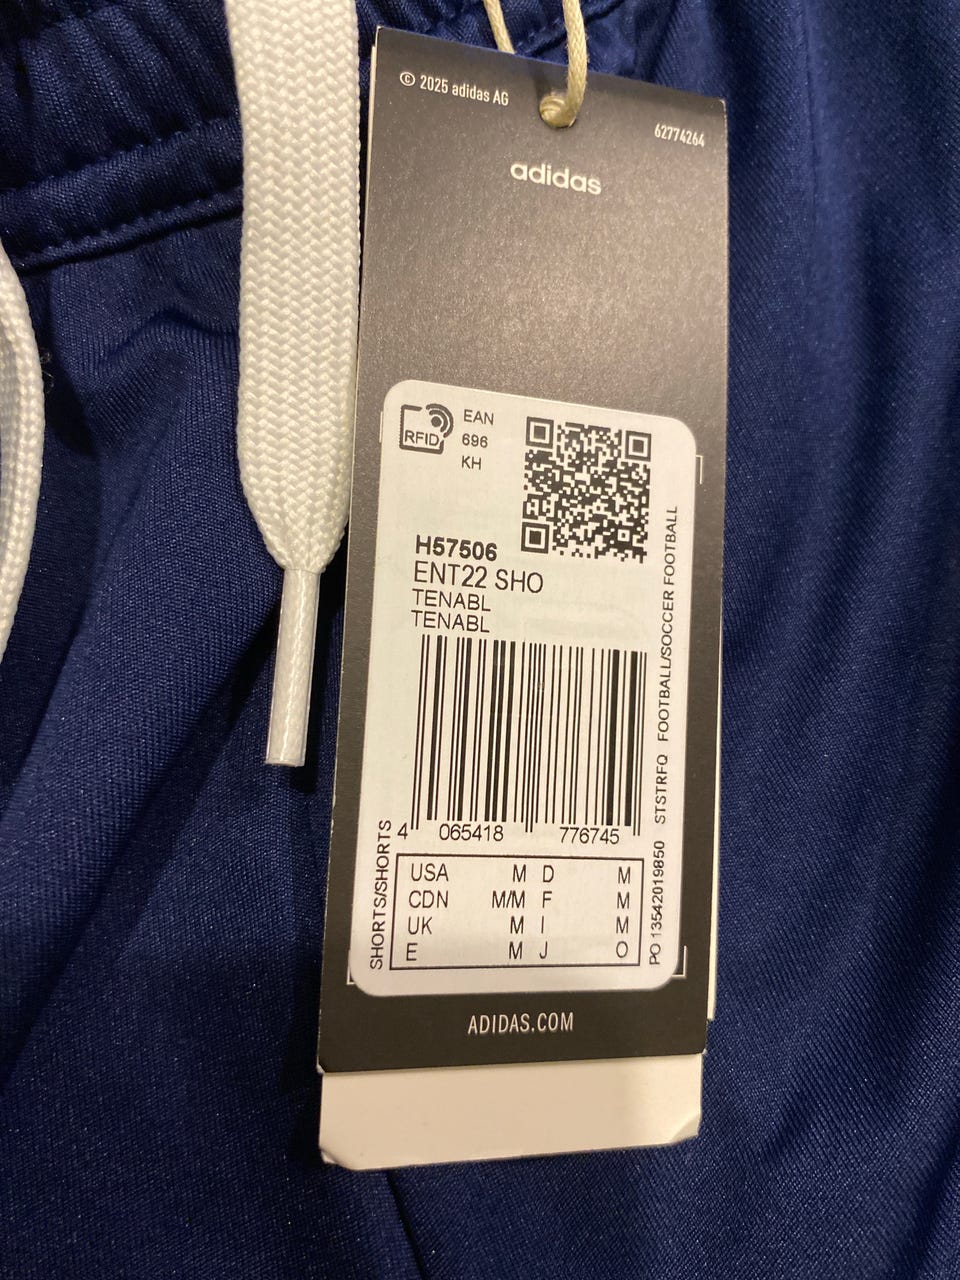 © 2025 adidas AG
62774264
adidas
RFID
EAN
696
KH
H57506
ENT22 SHO
TENABL
TENABL
4 065418 776745
SHORTS/SHORTS
USA M D M
CDN M/M F M
UK M I M
E M J O
PO 13542019850 STSTRFQ FOOTBALL/SOCCER FOOTBALL
ADIDAS.COM